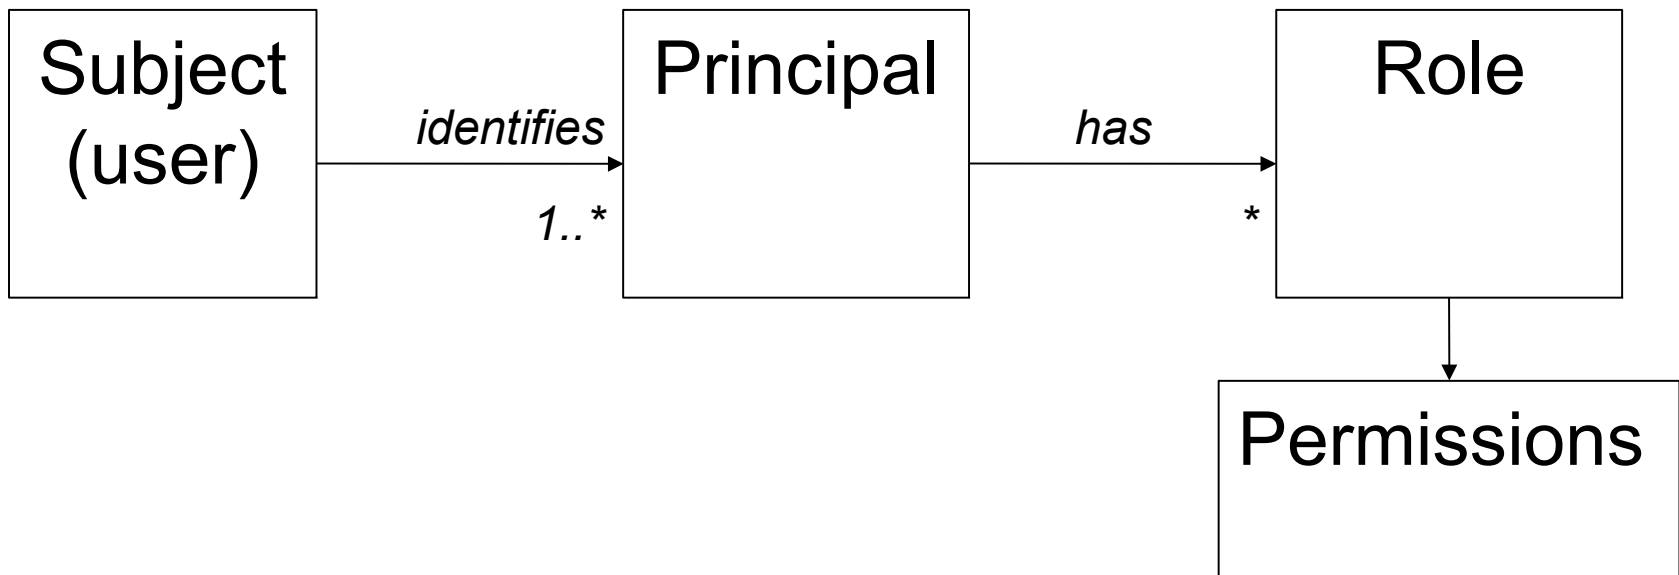 Subject
(user)
identifies
1..*
Principal
has
*
Role
Permissions